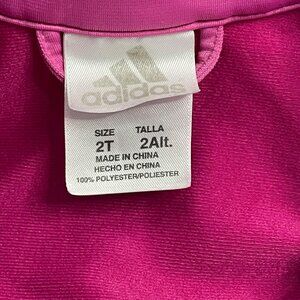 adidas
SIZE TALLA
2T 2Alt.
MADE IN CHINA
HECHO EN CHINA
100% POLYESTER/POLIESTER